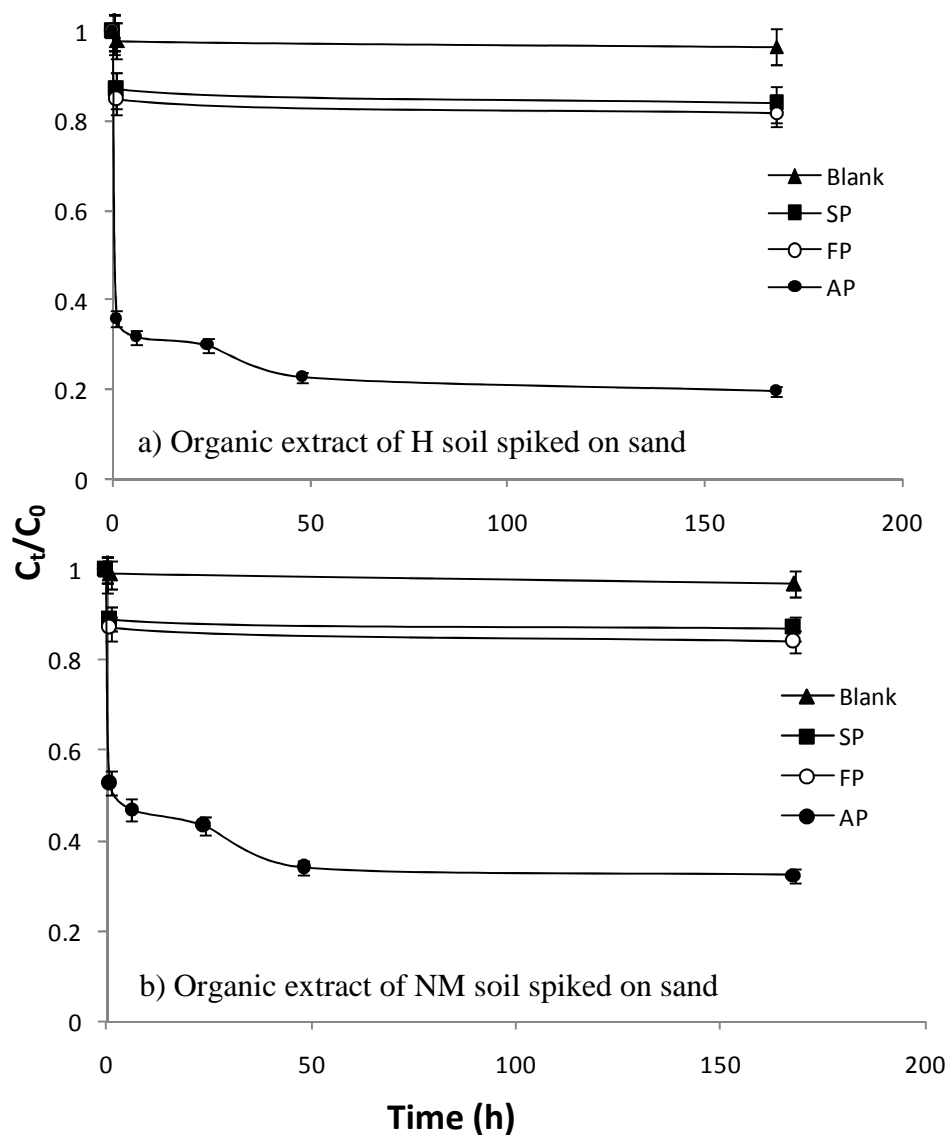 1
0.8
0.6
0.4
0.2
0
Blank
SP
FP
AP
a) Organic extract of H soil spiked on sand
0 50 100 150 200
Ct/C0
1
0.8
0.6
0.4
0.2
0
Blank
SP
FP
AP
b) Organic extract of NM soil spiked on sand
0 50 100 150 200
Time (h)